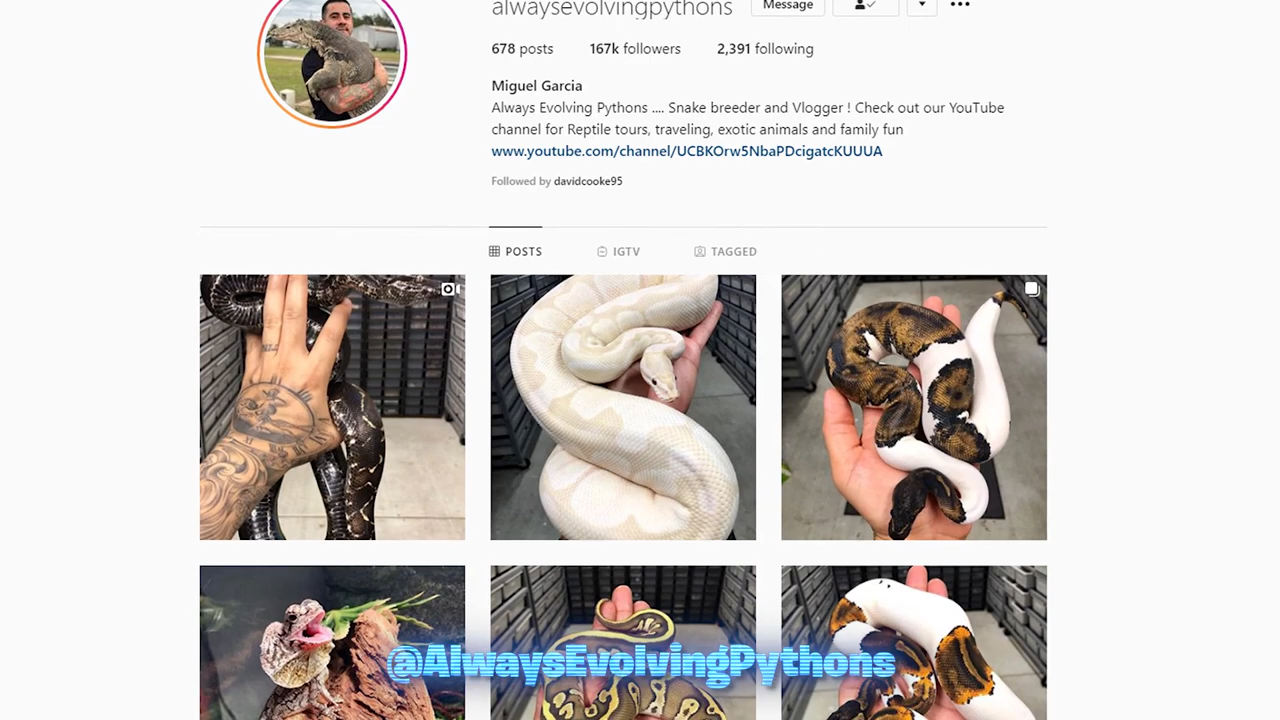 alwaysevolvingpythons Message
678 posts 167k followers 2,391 following
Miguel Garcia
Always Evolving Pythons .... Snake breeder and Vlogger ! Check out our YouTube
channel for Reptile tours, traveling, exotic animals and family fun
www.youtube.com/channel/UCBKOrw5NbaPDcigatcKUUUA
Followed by davidcooke95
POSTS IGTV TAGGED
@AlwaysEvolvingPythons